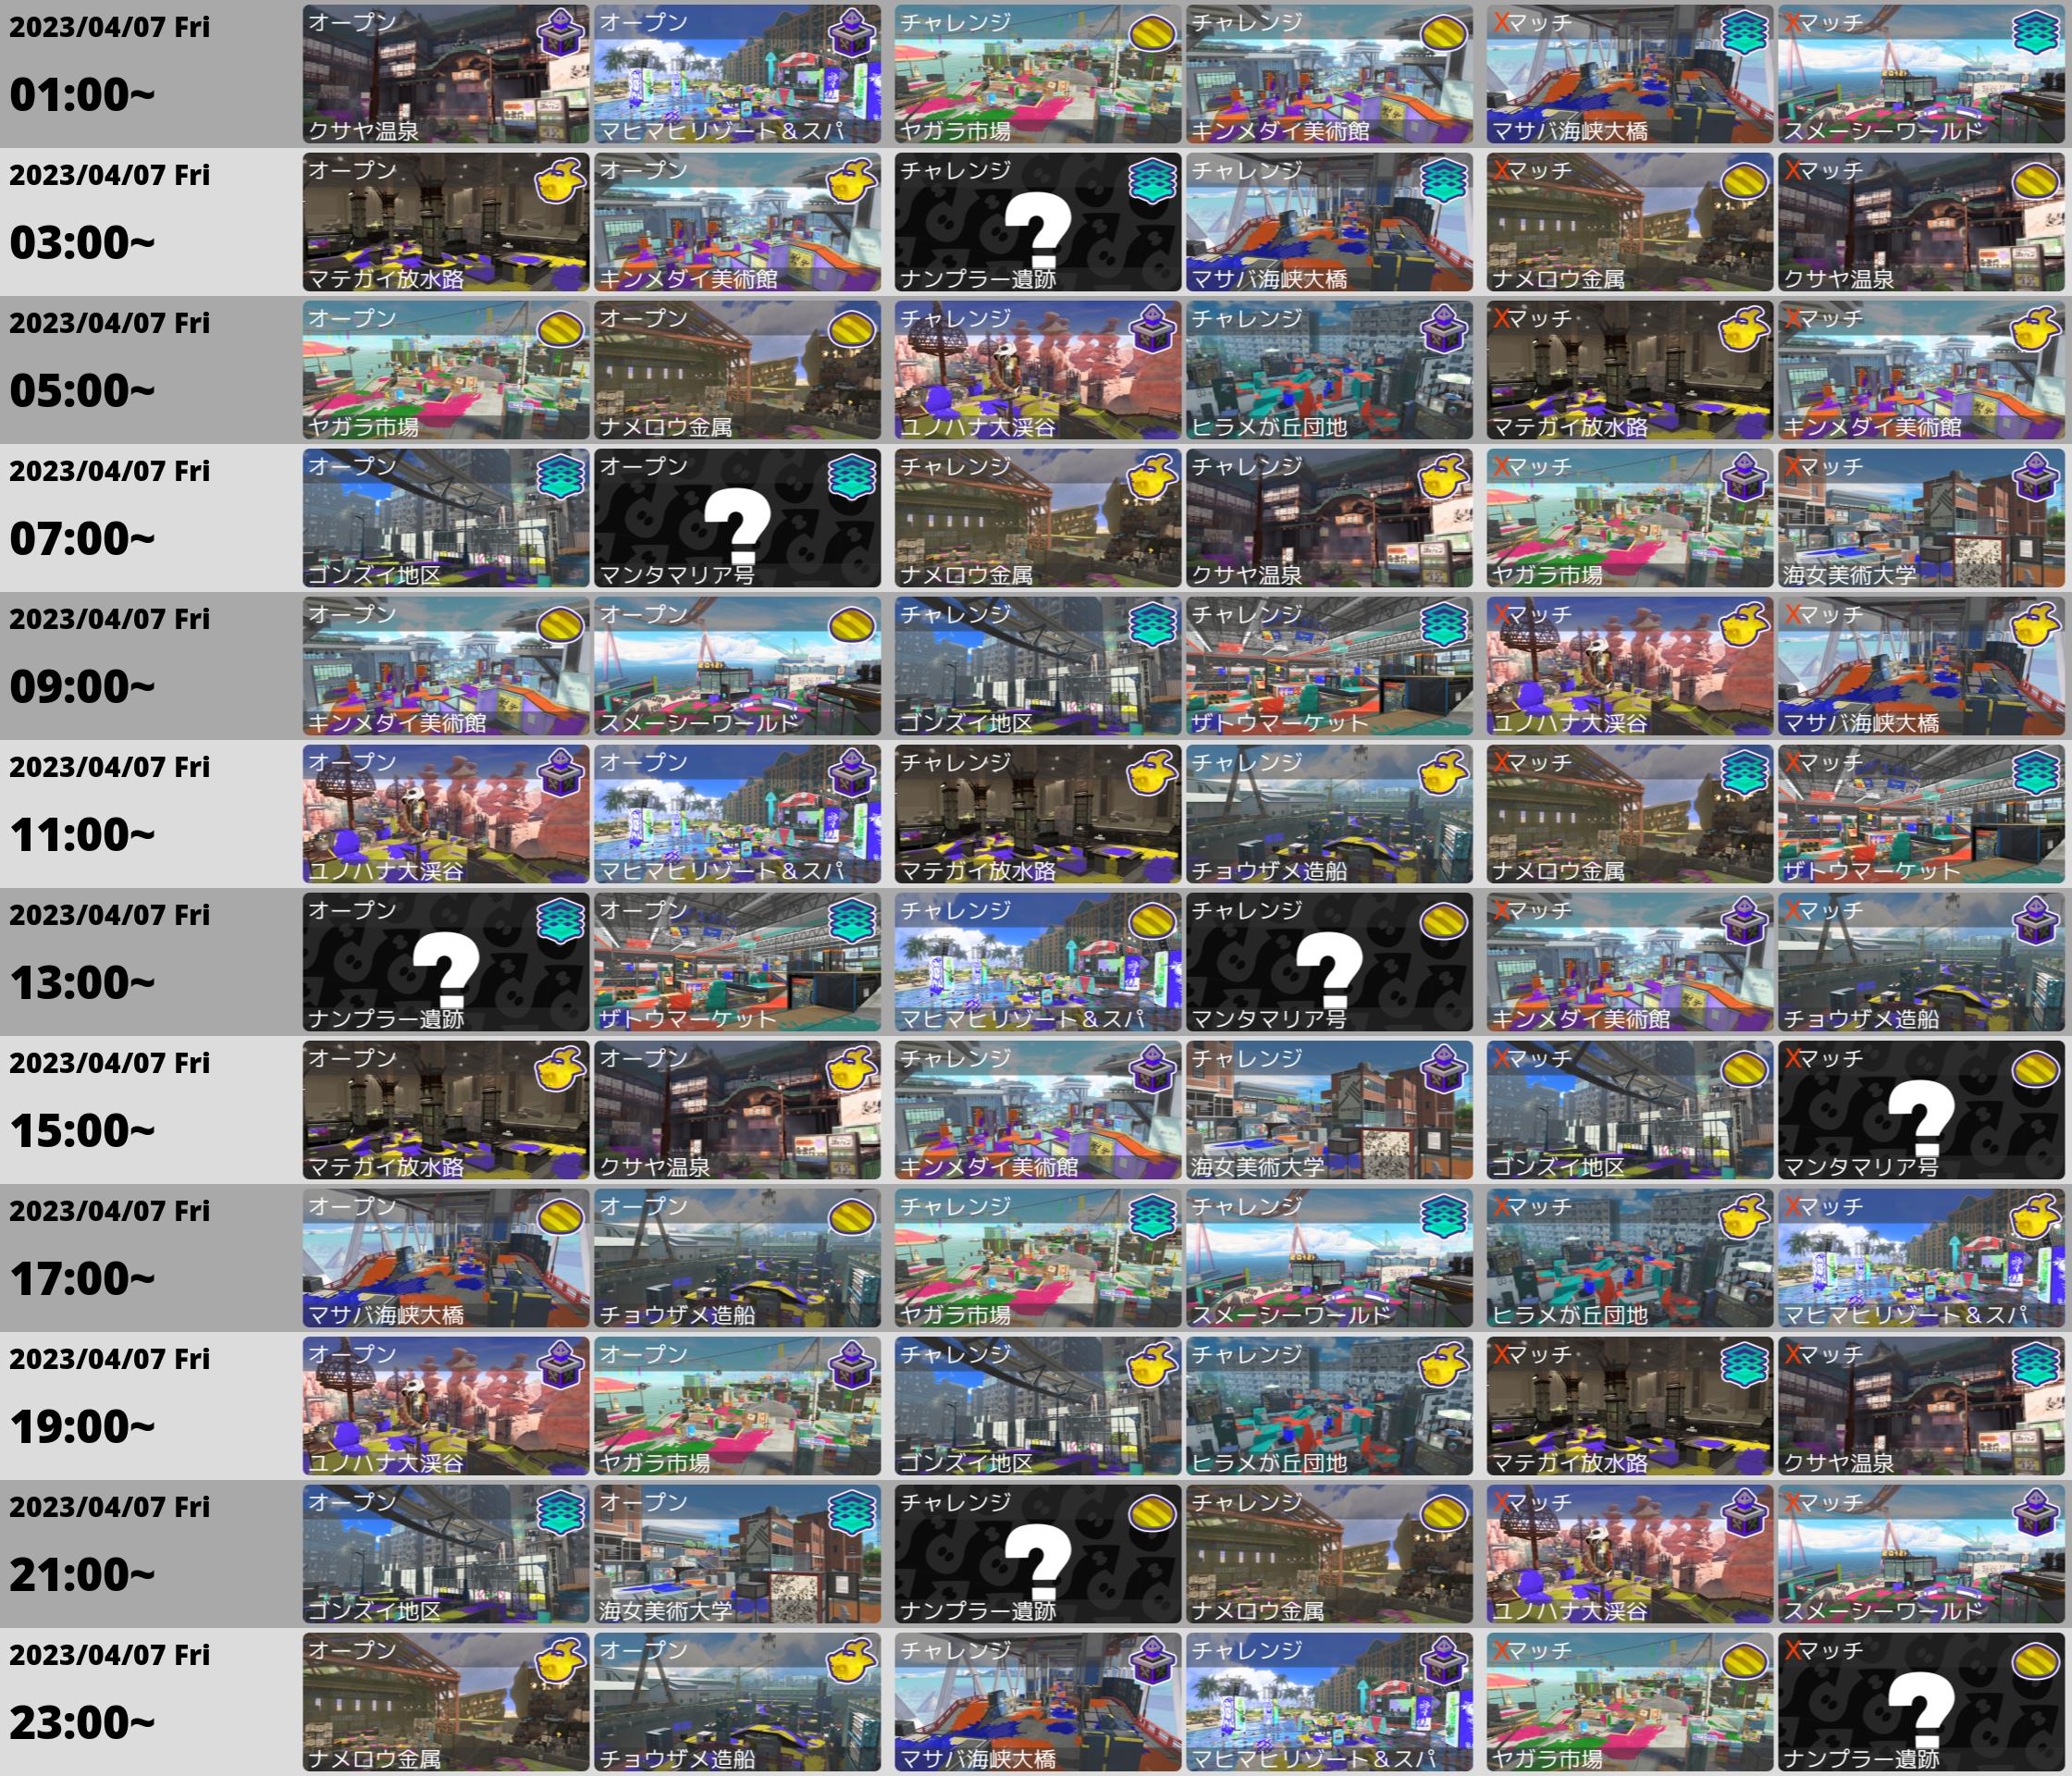 2023/04/07 Fri
01:00~
オープン オープン チャレンジ チャレンジ Xマッチ Xマッチ
クサヤ温泉 マヒマヒリゾート＆スパ ヤガラ市場 キンメダイ美術館 マサバ海峡大橋 スメーシーワールド
2023/04/07 Fri
03:00~
オープン オープン チャレンジ チャレンジ Xマッチ Xマッチ
?
マテガイ放水路 キンメダイ美術館 ナンプラー遺跡 マサバ海峡大橋 ナメロウ金属 クサヤ温泉
2023/04/07 Fri
05:00~
オープン オープン チャレンジ チャレンジ Xマッチ Xマッチ
ヤガラ市場 ナメロウ金属 ユノハナ大渓谷 ヒラメが丘団地 マテガイ放水路 キンメダイ美術館
2023/04/07 Fri
07:00~
オープン オープン チャレンジ チャレンジ Xマッチ Xマッチ
?
ゴンズイ地区 マンタマリア号 ナメロウ金属 クサヤ温泉 ヤガラ市場 海女美術大学
2023/04/07 Fri
09:00~
オープン オープン チャレンジ チャレンジ Xマッチ Xマッチ
キンメダイ美術館 スメーシーワールド ゴンズイ地区 ザトウマーケット ユノハナ大渓谷 マサバ海峡大橋
2023/04/07 Fri
11:00~
オープン オープン チャレンジ チャレンジ Xマッチ Xマッチ
ユノハナ大渓谷 マヒマヒリゾート＆スパ マテガイ放水路 チョウザメ造船 ナメロウ金属 ザトウマーケット
2023/04/07 Fri
13:00~
オープン オープン チャレンジ チャレンジ Xマッチ Xマッチ
? ?
ナンプラー遺跡 ザトウマーケット マヒマヒリゾート＆スパ マンタマリア号 キンメダイ美術館 チョウザメ造船
2023/04/07 Fri
15:00~
オープン オープン チャレンジ チャレンジ Xマッチ Xマッチ
?
マテガイ放水路 クサヤ温泉 キンメダイ美術館 海女美術大学 ゴンズイ地区 マンタマリア号
2023/04/07 Fri
17:00~
オープン オープン チャレンジ チャレンジ Xマッチ Xマッチ
マサバ海峡大橋 チョウザメ造船 ヤガラ市場 スメーシーワールド ヒラメが丘団地 マヒマヒリゾート＆スパ
2023/04/07 Fri
19:00~
オープン オープン チャレンジ チャレンジ Xマッチ Xマッチ
ユノハナ大渓谷 ヤガラ市場 ゴンズイ地区 ヒラメが丘団地 マテガイ放水路 クサヤ温泉
2023/04/07 Fri
21:00~
オープン オープン チャレンジ チャレンジ Xマッチ Xマッチ
?
ゴンズイ地区 海女美術大学 ナンプラー遺跡 ナメロウ金属 ユノハナ大渓谷 スメーシーワールド
2023/04/07 Fri
23:00~
オープン オープン チャレンジ チャレンジ Xマッチ Xマッチ
?
ナメロウ金属 チョウザメ造船 マサバ海峡大橋 マヒマヒリゾート＆スパ ヤガラ市場 ナンプラー遺跡